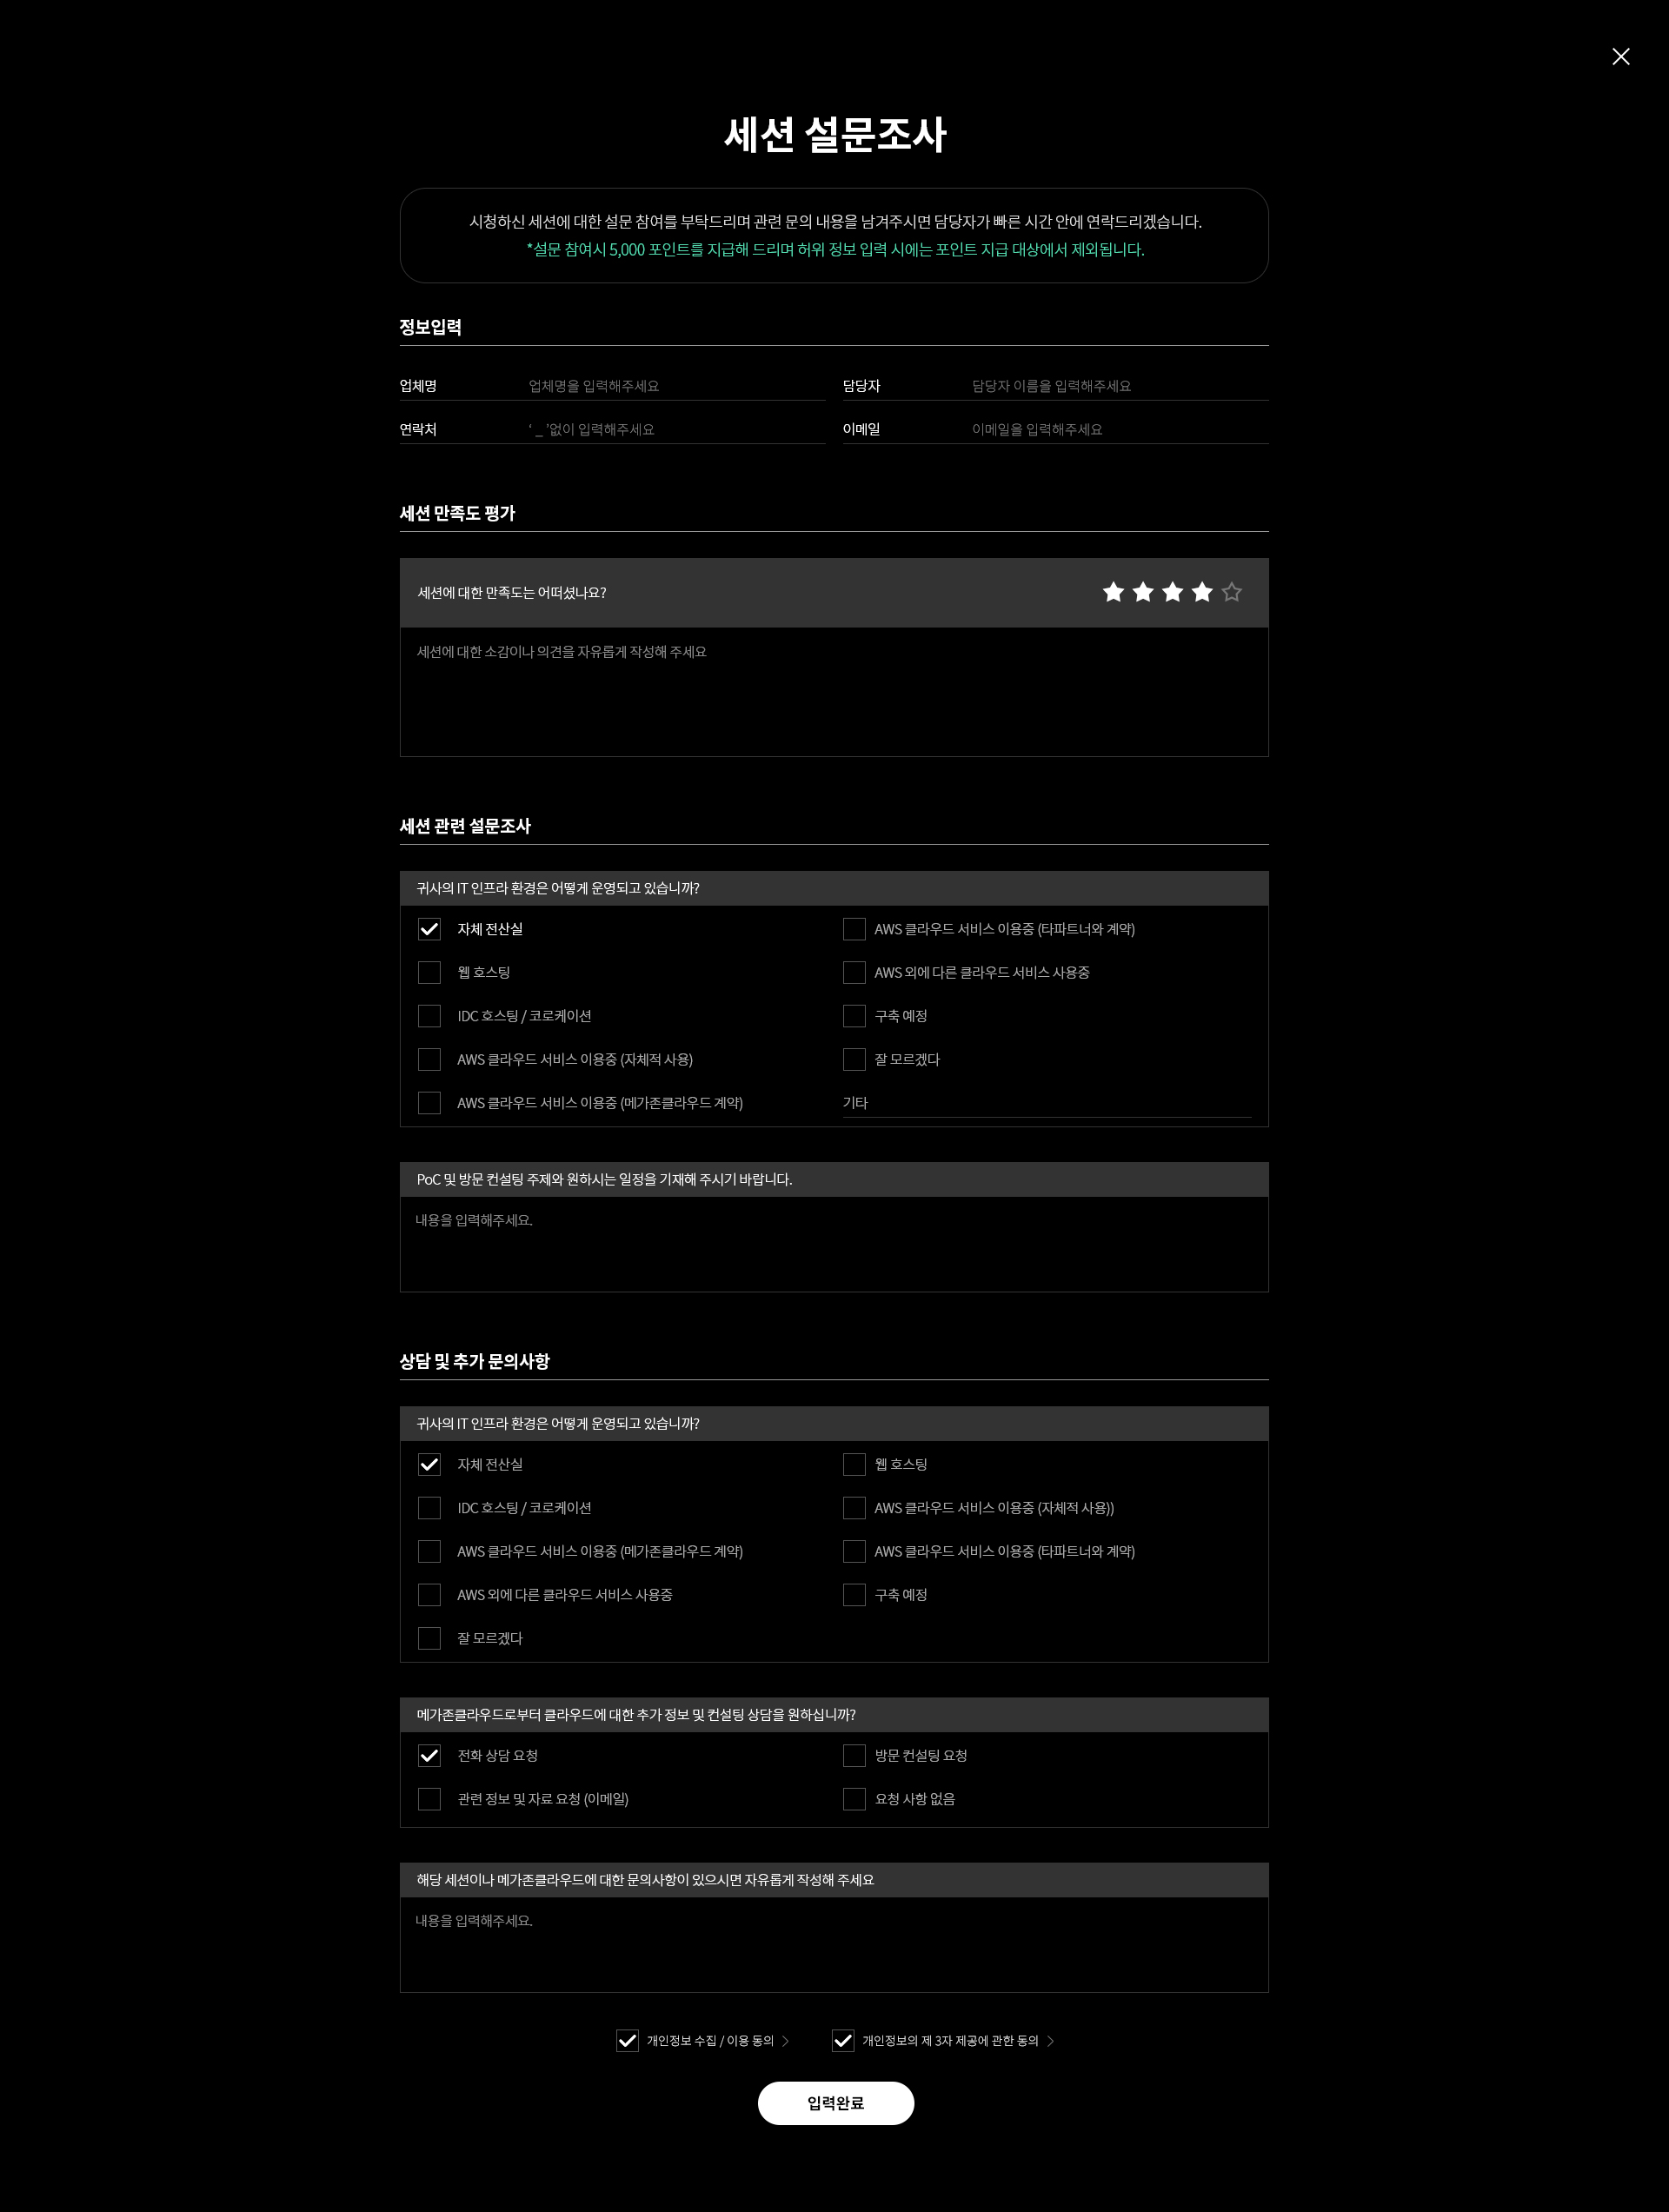 세션 설문조사
시청하신 세션에 대한 설문 참여를 부탁드리며 관련 문의 내용을 남겨주시면 담당자가 빠른 시간 안에 연락드리겠습니다.
*설문 참여시 5,000 포인트를 지급해 드리며 허위 정보 입력 시에는 포인트 지급 대상에서 제외됩니다.
정보입력
업체명 업체명을 입력해주세요 담당자 담당자 이름을 입력해주세요
연락처 ‘ _ ’없이 입력해주세요 이메일 이메일을 입력해주세요
세션 만족도 평가
세션에 대한 만족도는 어떠셨나요?
세션에 대한 소감이나 의견을 자유롭게 작성해 주세요
세션 관련 설문조사
귀사의 IT 인프라 환경은 어떻게 운영되고 있습니까?
자체 전산실 AWS 클라우드 서비스 이용중 (타파트너와 계약)
웹 호스팅 AWS 외에 다른 클라우드 서비스 사용중
IDC 호스팅 / 코로케이션 구축 예정
AWS 클라우드 서비스 이용중 (자체적 사용) 잘 모르겠다
AWS 클라우드 서비스 이용중 (메가존클라우드 계약) 기타
PoC 및 방문 컨설팅 주제와 원하시는 일정을 기재해 주시기 바랍니다.
내용을 입력해주세요.
상담 및 추가 문의사항
귀사의 IT 인프라 환경은 어떻게 운영되고 있습니까?
자체 전산실 웹 호스팅
IDC 호스팅 / 코로케이션 AWS 클라우드 서비스 이용중 (자체적 사용))
AWS 클라우드 서비스 이용중 (메가존클라우드 계약) AWS 클라우드 서비스 이용중 (타파트너와 계약)
AWS 외에 다른 클라우드 서비스 사용중 구축 예정
잘 모르겠다
메가존클라우드로부터 클라우드에 대한 추가 정보 및 컨설팅 상담을 원하십니까?
전화 상담 요청 방문 컨설팅 요청
관련 정보 및 자료 요청 (이메일) 요청 사항 없음
해당 세션이나 메가존클라우드에 대한 문의사항이 있으시면 자유롭게 작성해 주세요
내용을 입력해주세요.
개인정보 수집 / 이용 동의 개인정보의 제 3자 제공에 관한 동의
입력완료